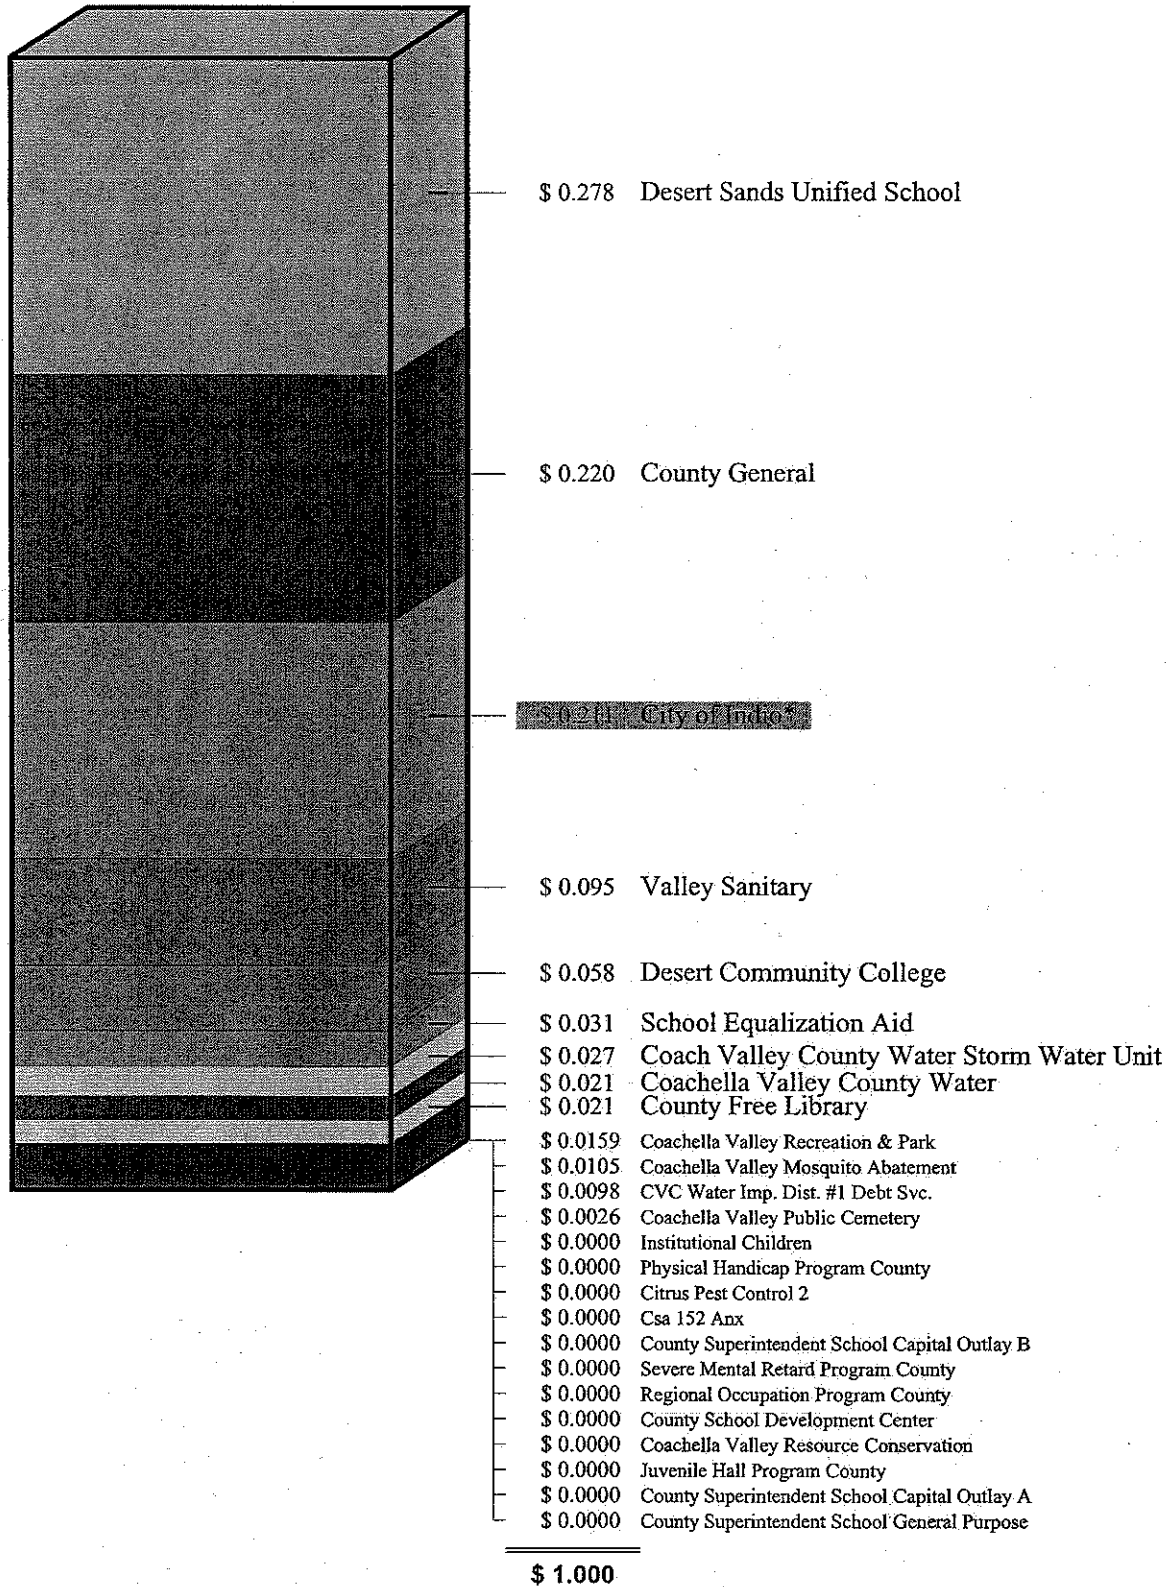 $ 0.278 Desert Sands Unified School
$ 0.220 County General
$ 0.211 City of Indio*
$ 0.095 Valley Sanitary
$ 0.058 Desert Community College
$ 0.031 School Equalization Aid
$ 0.027 Coach Valley County Water Storm Water Unit
$ 0.021 Coachella Valley County Water
$ 0.021 County Free Library
$ 0.0159 Coachella Valley Recreation & Park
$ 0.0105 Coachella Valley Mosquito Abatement
$ 0.0098 CVC Water Imp. Dist. #1 Debt Svc.
$ 0.0026 Coachella Valley Public Cemetery
$ 0.0000 Institutional Children
$ 0.0000 Physical Handicap Program County
$ 0.0000 Citrus Pest Control 2
$ 0.0000 Csa 152 Anx
$ 0.0000 County Superintendent School Capital Outlay B
$ 0.0000 Severe Mental Retard Program County
$ 0.0000 Regional Occupation Program County
$ 0.0000 County School Development Center
$ 0.0000 Coachella Valley Resource Conservation
$ 0.0000 Juvenile Hall Program County
$ 0.0000 County Superintendent School Capital Outlay A
$ 0.0000 County Superintendent School General Purpose
$ 1.000